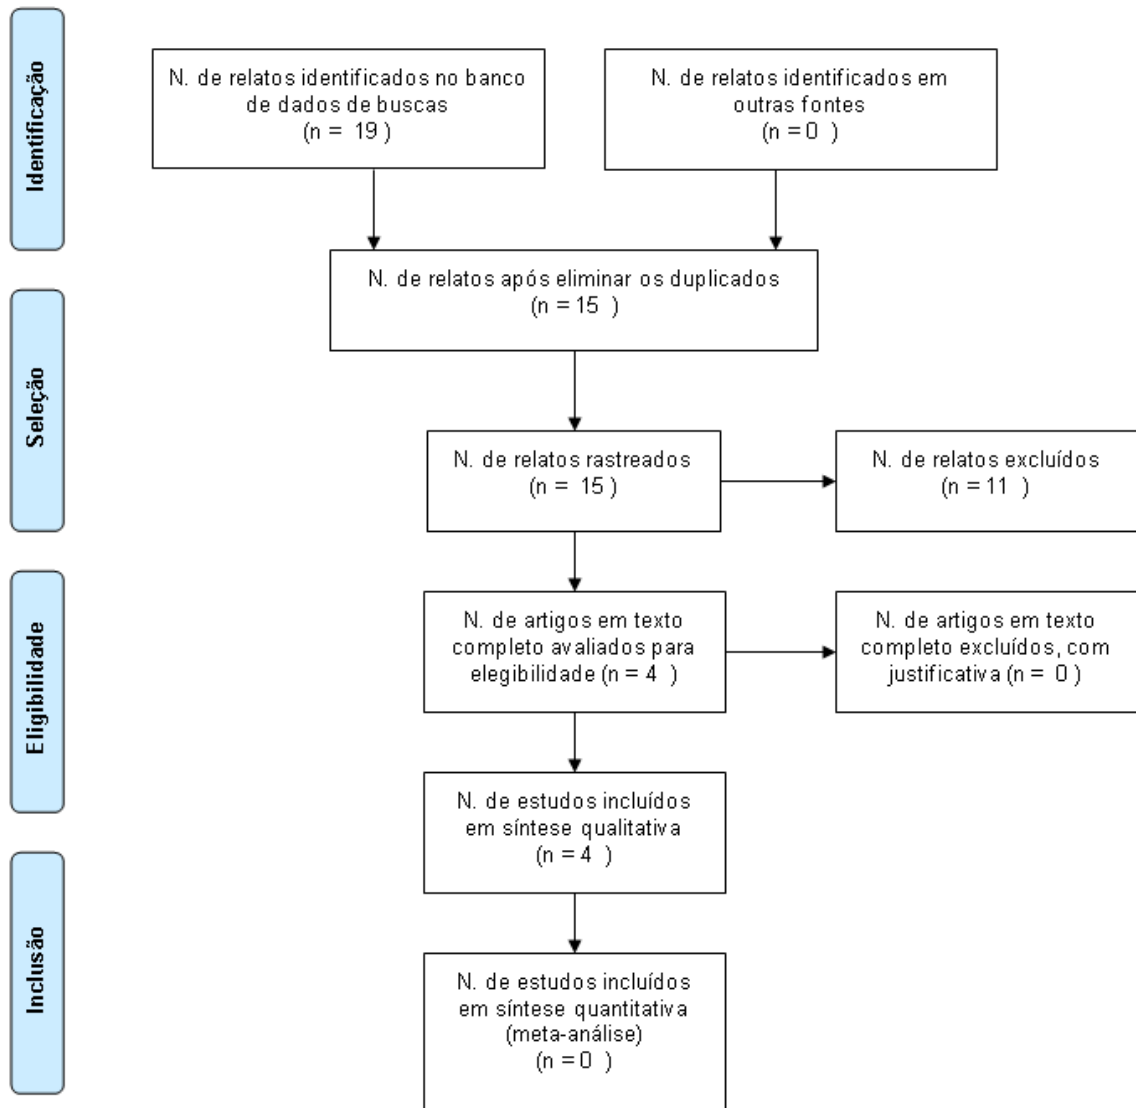 Identificação
N. de relatos identificados no banco
de dados de buscas
(n = 19 )
N. de relatos identificados em
outras fontes
(n = 0 )
N. de relatos após eliminar os duplicados
(n = 15 )
Seleção
N. de relatos rastreados
(n = 15 )
N. de relatos excluídos
(n = 11 )
Eligibilidade
N. de artigos em texto
completo avaliados para
elegibilidade (n = 4 )
N. de artigos em texto
completo excluídos, com
justificativa (n = 0 )
N. de estudos incluídos
em síntese qualitativa
(n = 4 )
Inclusão
N. de estudos incluídos
em síntese quantitativa
(meta-análise)
(n = 0 )